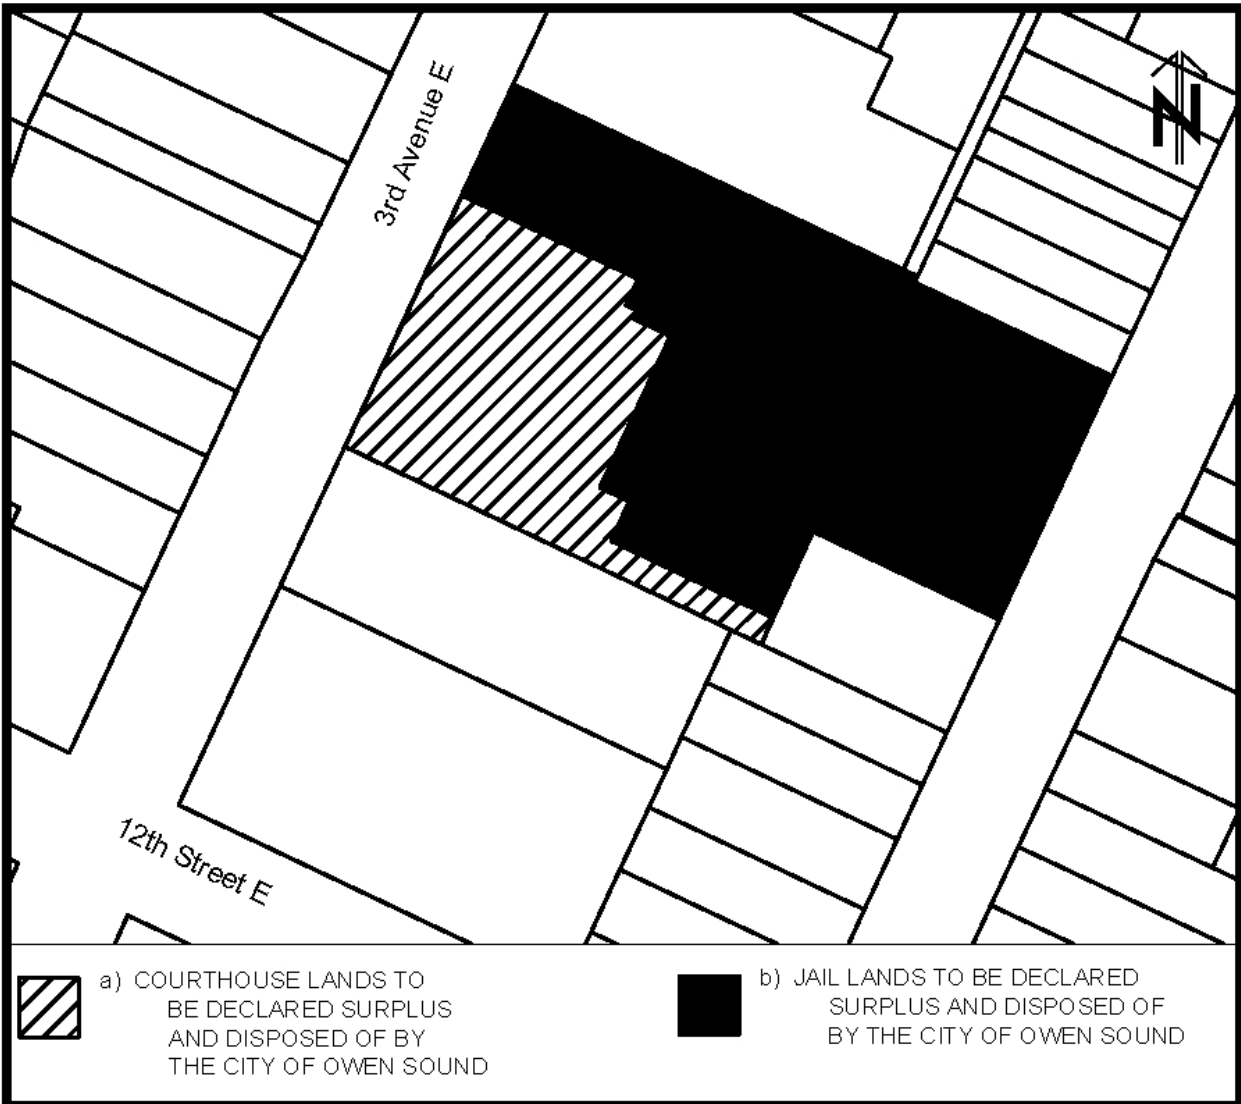 3rd Avenue E
N
12th Street E
a) COURTHOUSE LANDS TO
BE DECLARED SURPLUS
AND DISPOSED OF BY
THE CITY OF OWEN SOUND
b) JAIL LANDS TO BE DECLARED
SURPLUS AND DISPOSED OF
BY THE CITY OF OWEN SOUND